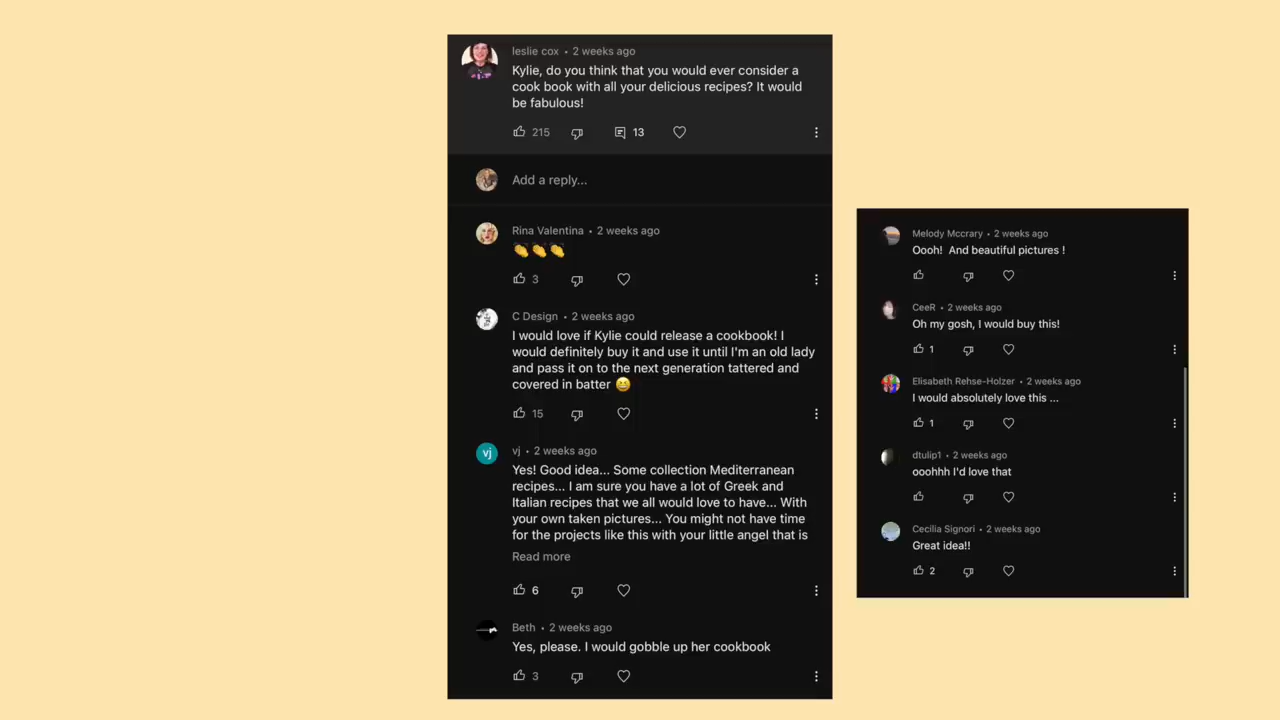 leslie cox • 2 weeks ago
Kylie, do you think that you would ever consider a
cook book with all your delicious recipes? It would
be fabulous!
215
13
Add a reply...
Rina Valentina • 2 weeks ago
👏👏👏
3
C Design • 2 weeks ago
I would love if Kylie could release a cookbook! I
would definitely buy it and use it until I'm an old lady
and pass it on to the next generation tattered and
covered in batter 😆
15
vj
vj • 2 weeks ago
Yes! Good idea... Some collection Mediterranean
recipes... I am sure you have a lot of Greek and
Italian recipes that we all would love to have... With
your own taken pictures... You might not have time
for the projects like this with your little angel that is
Read more
6
Beth • 2 weeks ago
Yes, please. I would gobble up her cookbook
3
Melody Mccrary • 2 weeks ago
Oooh!  And beautiful pictures !
CeeR • 2 weeks ago
Oh my gosh, I would buy this!
1
Elisabeth Rehse-Holzer • 2 weeks ago
I would absolutely love this ...
1
dtulip1 • 2 weeks ago
ooohhh I'd love that
Cecilia Signori • 2 weeks ago
Great idea!!
2